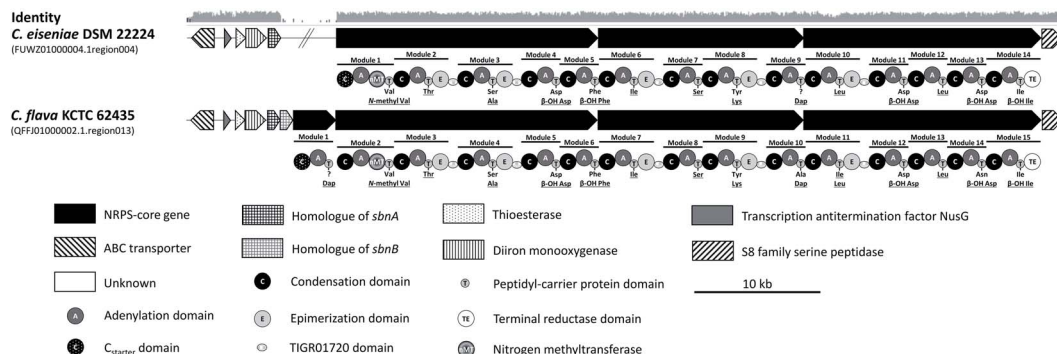 Identity
C. eiseniae DSM 22224
(FUWZ01000004.1region004)
Module 1 Module 2 Module 3 Module 4 Module 5 Module 6 Module 7 Module 8 Module 9 Module 10 Module 11 Module 12 Module 13 Module 14
C A M T C A T E C A T E C A T C A T C A T E C A T C A T E C A T C A T E C A T C A T C A T C A T TE
Val Thr Ser Asp Phe Ile Ser Tyr ? Leu Asp Leu Asp Ile
N-methyl Val Ala β-OH Asp β-OH Phe Lys Dap β-OH Asp β-OH Asp β-OH Ile
C. flava KCTC 62435
(QFFJ01000002.1.region013)
Module 1 Module 2 Module 3 Module 4 Module 5 Module 6 Module 7 Module 8 Module 9 Module 10 Module 11 Module 12 Module 13 Module 14 Module 15
C A T C A M T C A T E C A T E C A T C A T C A T E C A T C A T E C A T C A T E C A T C A T C A T C A T TE
? Val Thr Ser Asp Phe Ile Ser Tyr Ala Ile Asp Leu Asn Ile
Dap N-methyl Val Ala β-OH Asp β-OH Phe Lys Dap Leu β-OH Asp β-OH Asp β-OH Ile
NRPS-core gene
Homologue of sbnA
Thioesterase
Transcription antitermination factor NusG
ABC transporter
Homologue of sbnB
Diiron monooxygenase
S8 family serine peptidase
Unknown
C Condensation domain
T Peptidyl-carrier protein domain
10 kb
A Adenylation domain
E Epimerization domain
TE Terminal reductase domain
C Cstarter domain
TIGR01720 domain
M Nitrogen methyltransferase